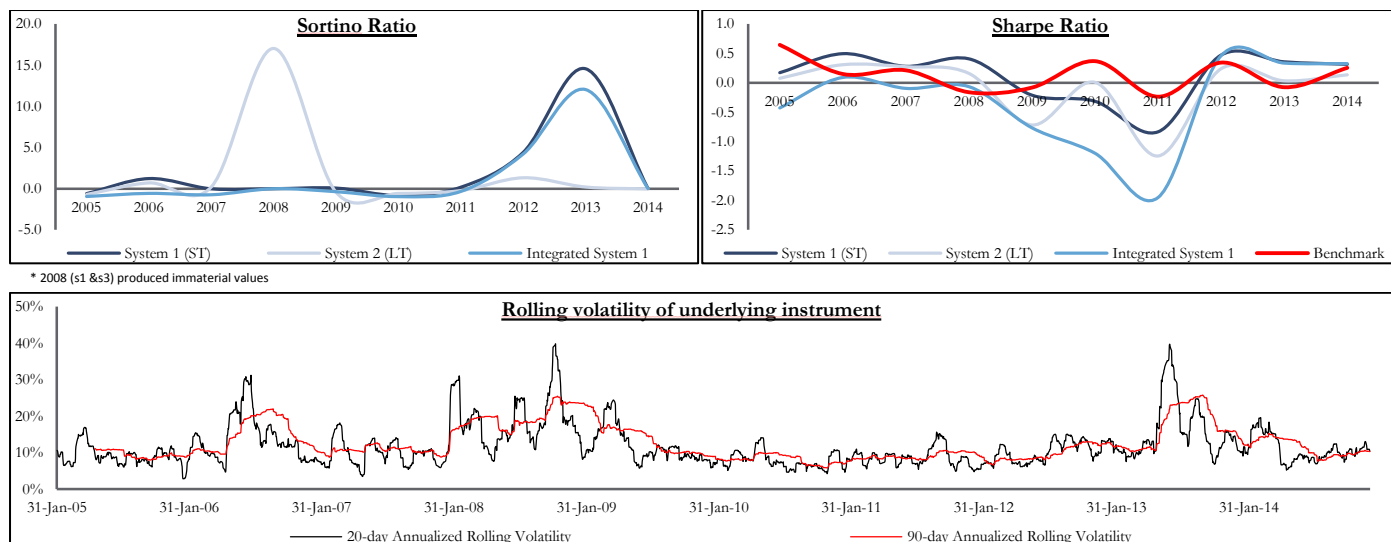 Sortino Ratio
20.0
15.0
10.0
5.0
0.0
-5.0
2005 2006 2007 2008 2009 2010 2011 2012 2013 2014
System 1 (ST) System 2 (LT) Integrated System 1
* 2008 (s1 &s3) produced immaterial values
Sharpe Ratio
1.0
0.5
0.0
-0.5
-1.0
-1.5
-2.0
-2.5
2005 2006 2007 2008 2009 2010 2011 2012 2013 2014
System 1 (ST) System 2 (LT) Integrated System 1 Benchmark
Rolling volatility of underlying instrument
50%
40%
30%
20%
10%
0%
31-Jan-05 31-Jan-06 31-Jan-07 31-Jan-08 31-Jan-09 31-Jan-10 31-Jan-11 31-Jan-12 31-Jan-13 31-Jan-14
20-day Annualized Rolling Volatility 90-day Annualized Rolling Volatility